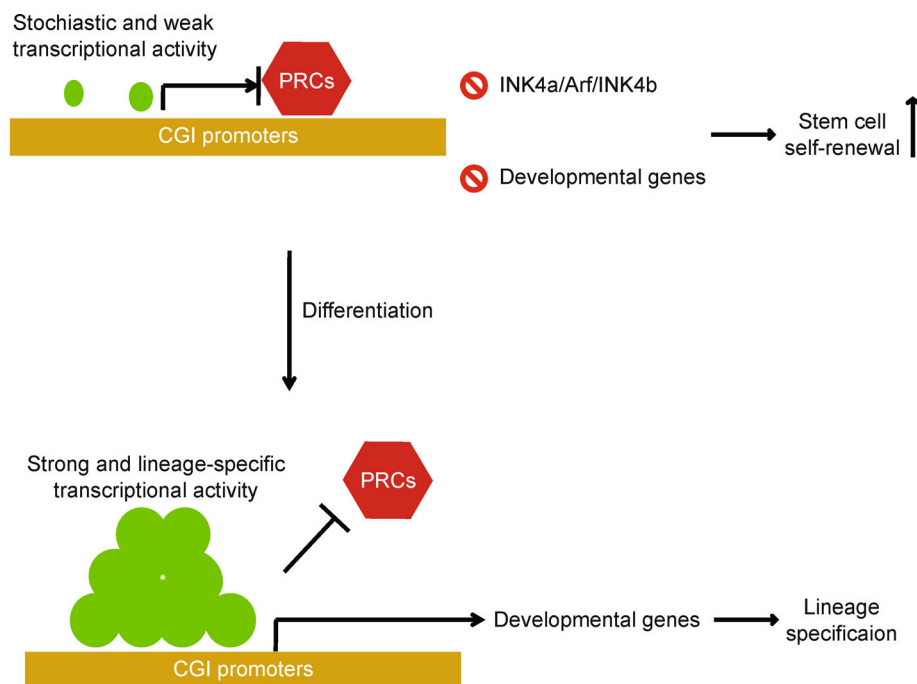 Stochiastic and weak
transcriptional activity
PRCs
CGI promoters
INK4a/Arf/INK4b
Developmental genes
Stem cell
self-renewal
Differentiation
Strong and lineage-specific
transcriptional activity
PRCs
CGI promoters
Developmental genes
Lineage
specificaion